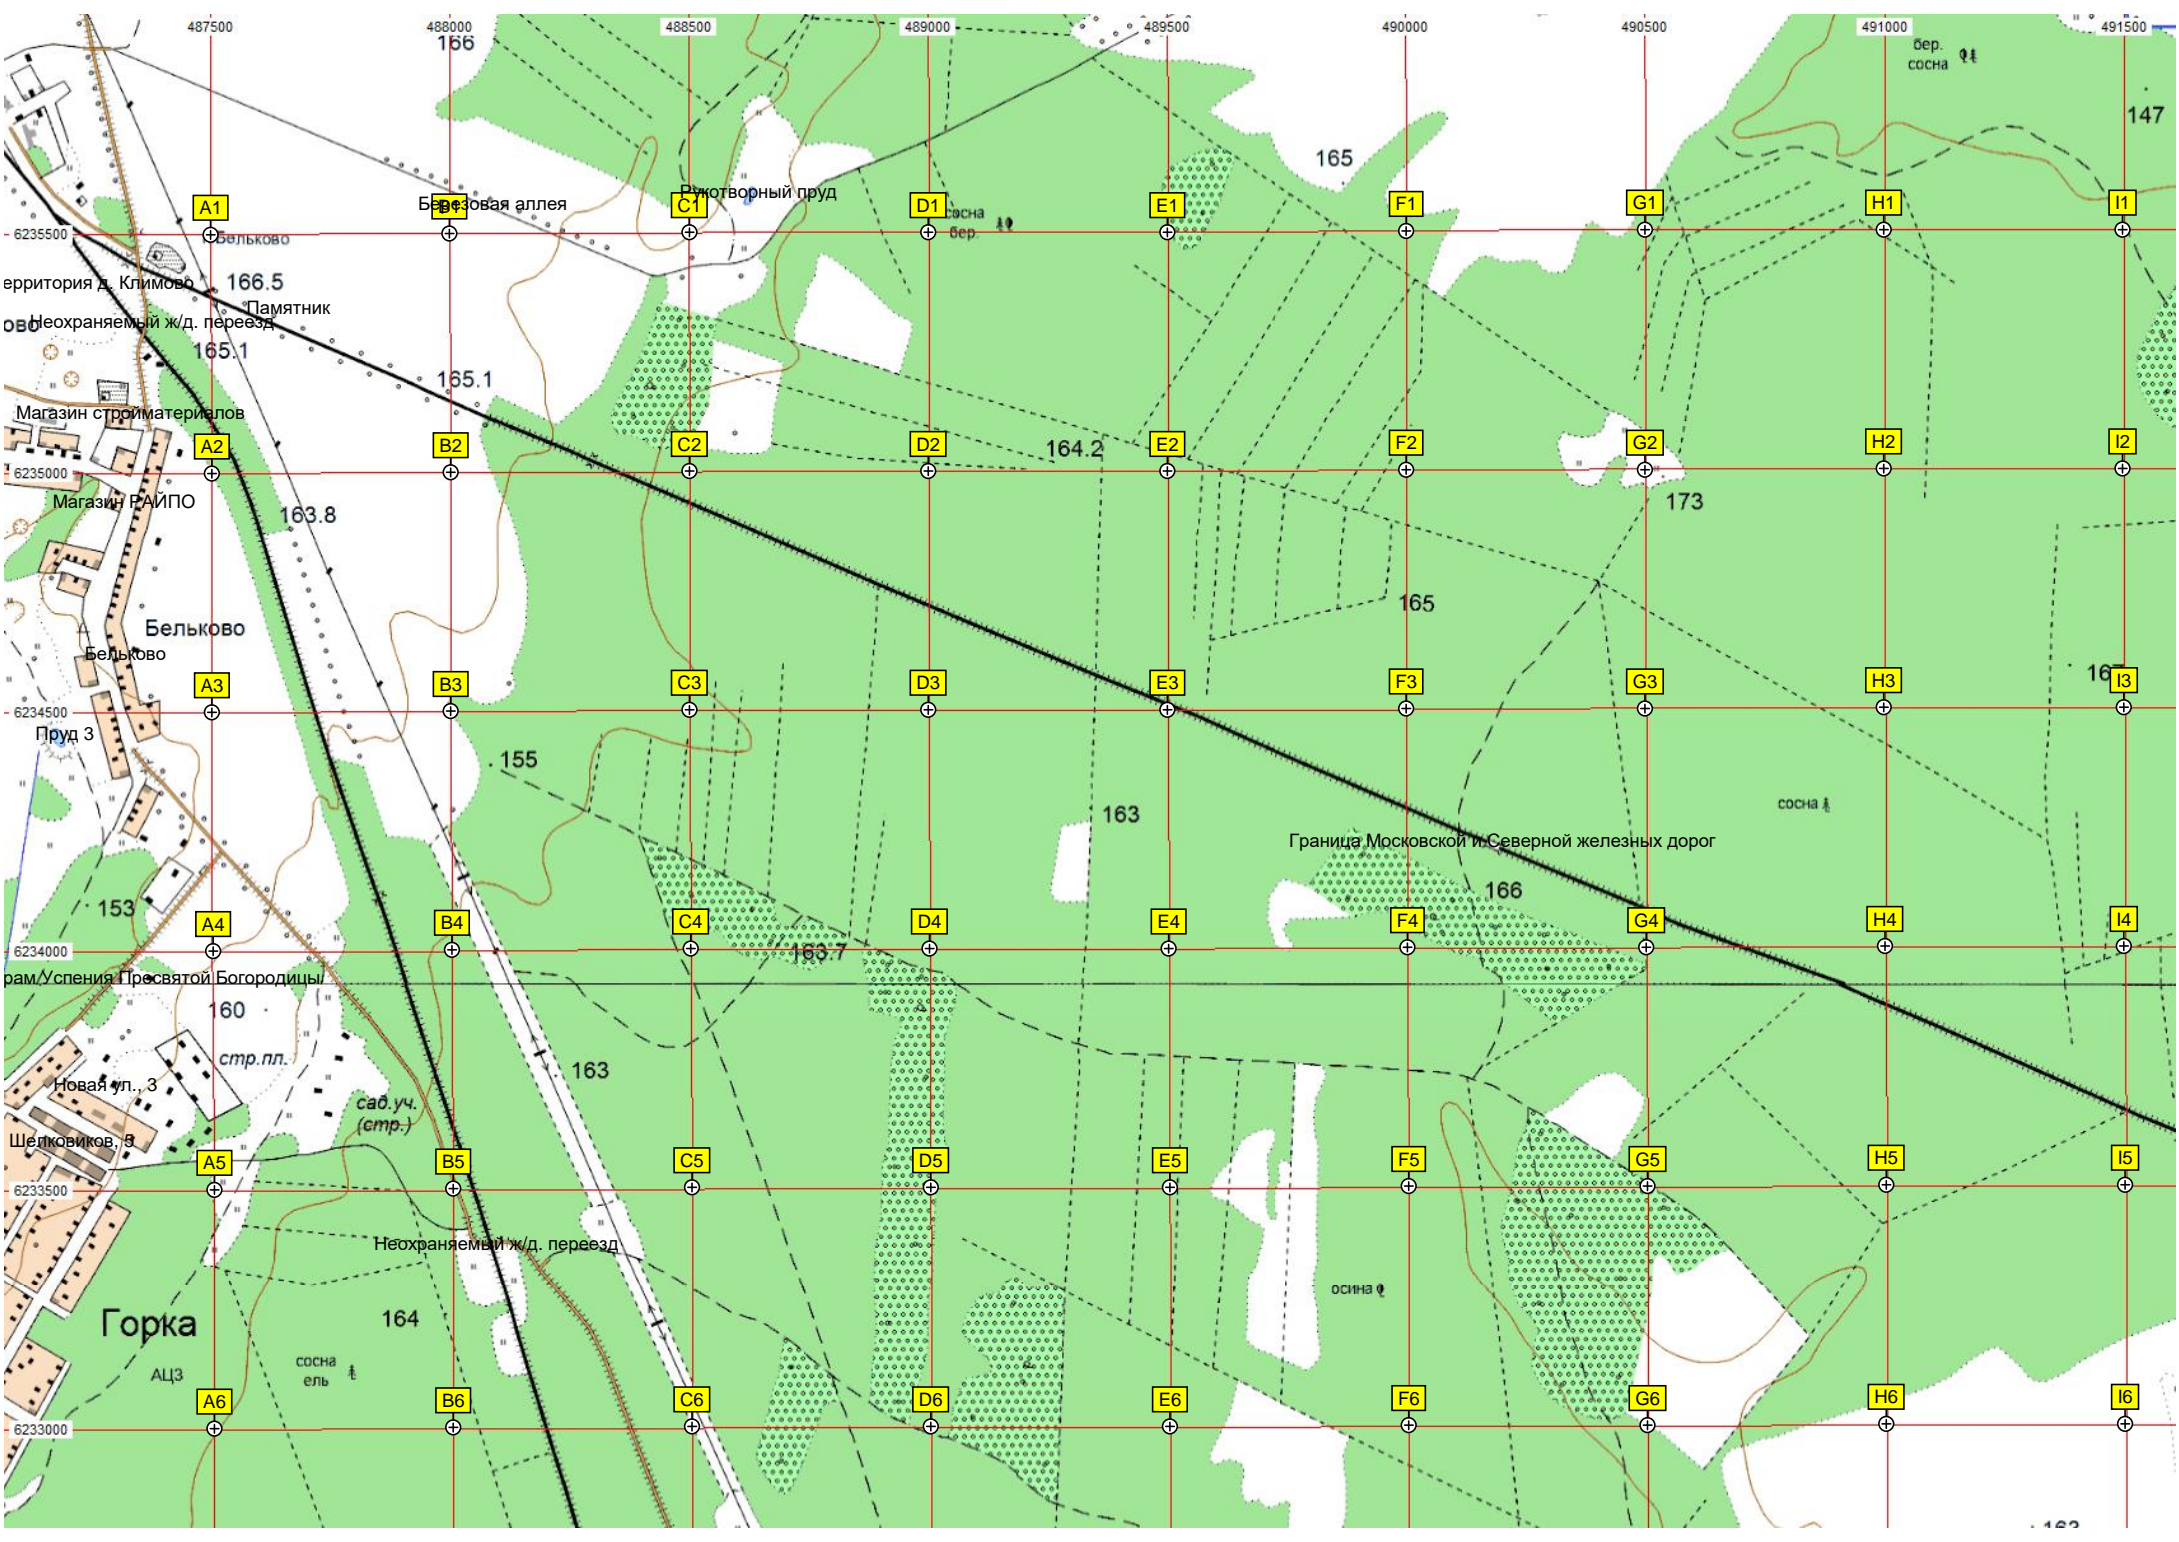 487500 488000 488500 489000 489500 490000 490500 491000 491500
166
бер.
сосна
147
165
Рукотворный пруд
Березовая аллея
A1 B1 C1 D1 E1 F1 G1 H1 I1
сосна
бер.
6235500
Бельково
ерритория д. Климово
166.5
Памятник
ово
Неохраняемый ж/д. переезд
165.1
165.1
Магазин стройматериалов
A2 B2 C2 D2 E2 F2 G2 H2 I2
164.2
6235000
Магазин РАЙПО
173
163.8
165
Бельково
Бельково
A3 B3 C3 D3 E3 F3 G3 H3 I3
6234500
Пруд 3
155
163
сосна
Граница Московской и Северной железных дорог
166
153
A4 B4 C4 D4 E4 F4 G4 H4 I4
6234000
163.7
рам Успения Пресвятой Богородицы
160
стр.пл.
163
Новая ул., 3
сад.уч.
(стр.)
Шелковиков, 5
A5 B5 C5 D5 E5 F5 G5 H5 I5
6233500
Неохраняемый ж/д. переезд
осина
164
Горка
сосна
ель
АЦЗ
A6 B6 C6 D6 E6 F6 G6 H6 I6
6233000